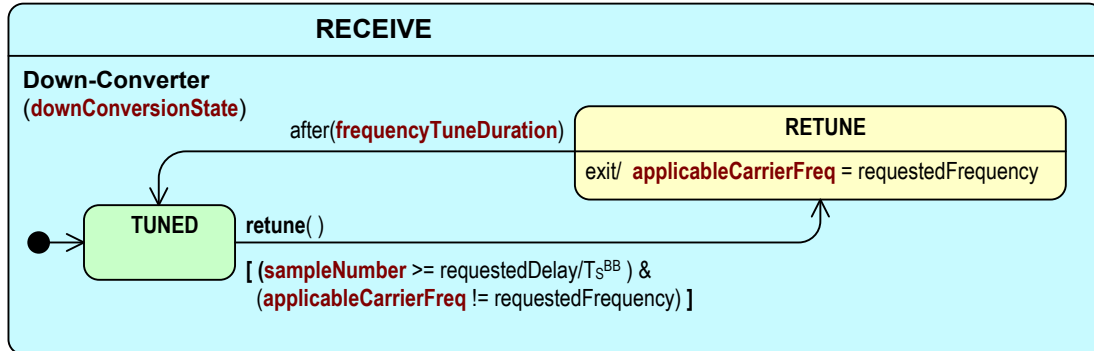 RECEIVE
Down-Converter
(downConversionState)
after(frequencyTuneDuration)
RETUNE
exit/ applicableCarrierFreq = requestedFrequency
TUNED
retune( )
[ (sampleNumber >= requestedDelay/TSBB ) &
(applicableCarrierFreq != requestedFrequency) ]